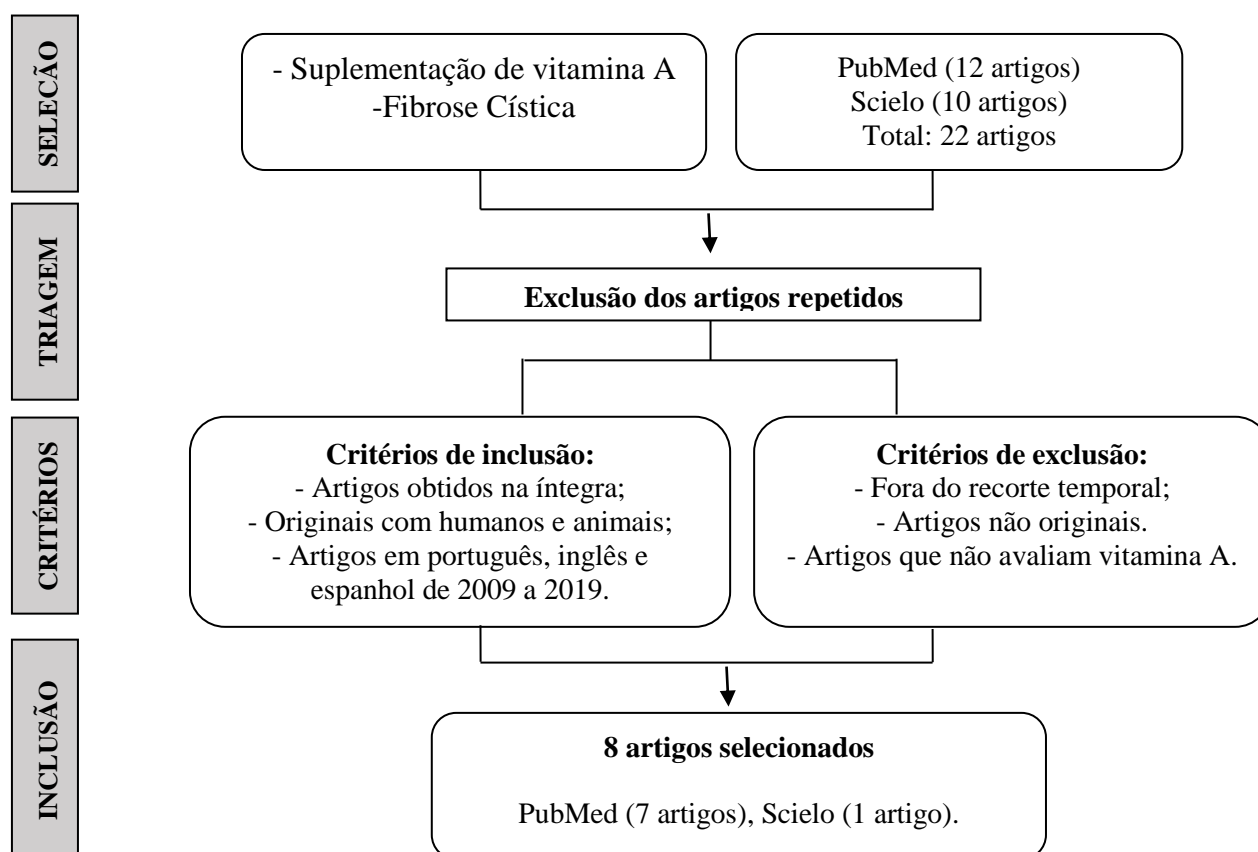 SELEÇÃO
- Suplementação de vitamina A
-Fibrose Cística
PubMed (12 artigos)
Scielo (10 artigos)
Total: 22 artigos
TRIAGEM
Exclusão dos artigos repetidos
CRITÉRIOS
Critérios de inclusão:
- Artigos obtidos na íntegra;
- Originais com humanos e animais;
- Artigos em português, inglês e
espanhol de 2009 a 2019.
Critérios de exclusão:
- Fora do recorte temporal;
- Artigos não originais.
- Artigos que não avaliam vitamina A.
INCLUSÃO
8 artigos selecionados
PubMed (7 artigos), Scielo (1 artigo).